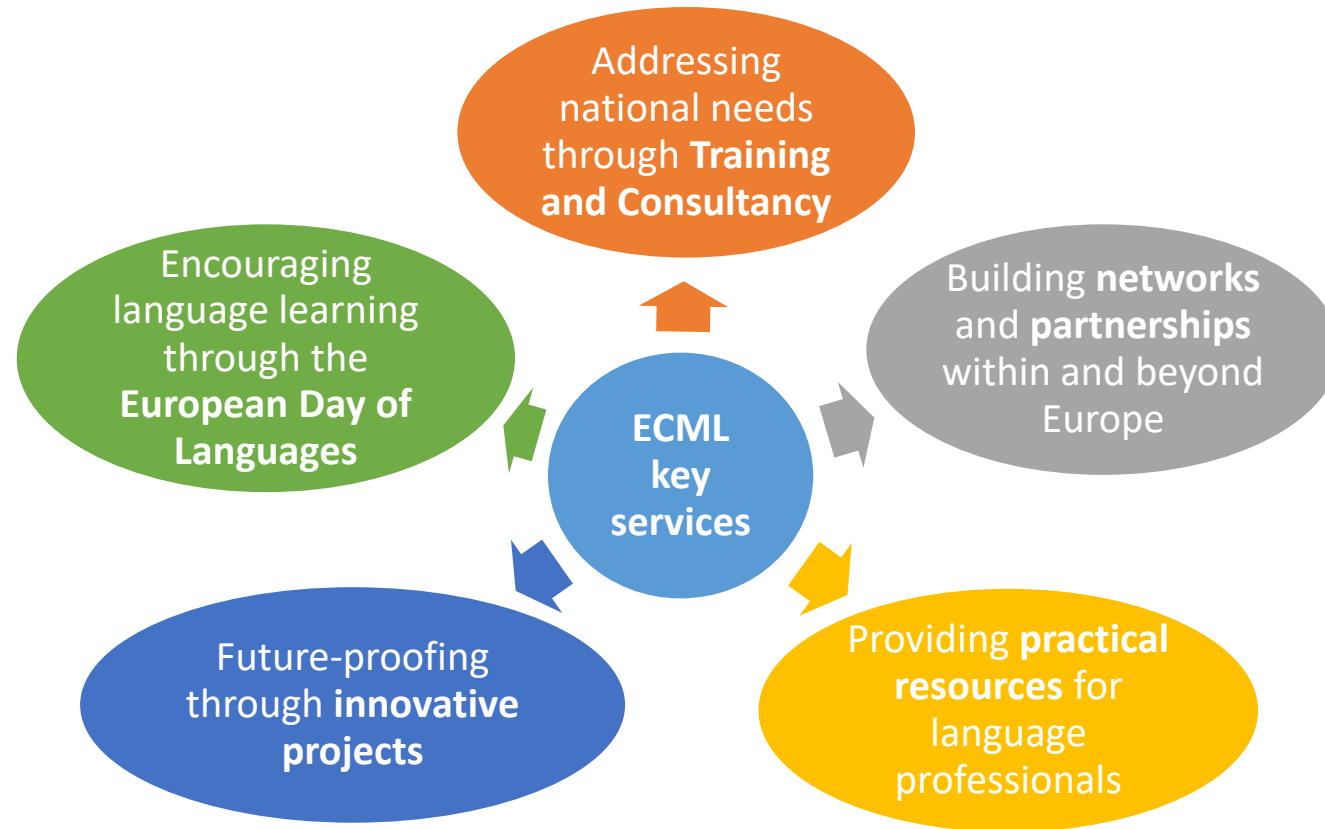 Addressing
national needs
through Training
and Consultancy
Building networks
and partnerships
within and beyond
Europe
Providing practical
resources for
language
professionals
Future-proofing
through innovative
projects
Encouraging
language learning
through the
European Day of
Languages
ECML
key
services